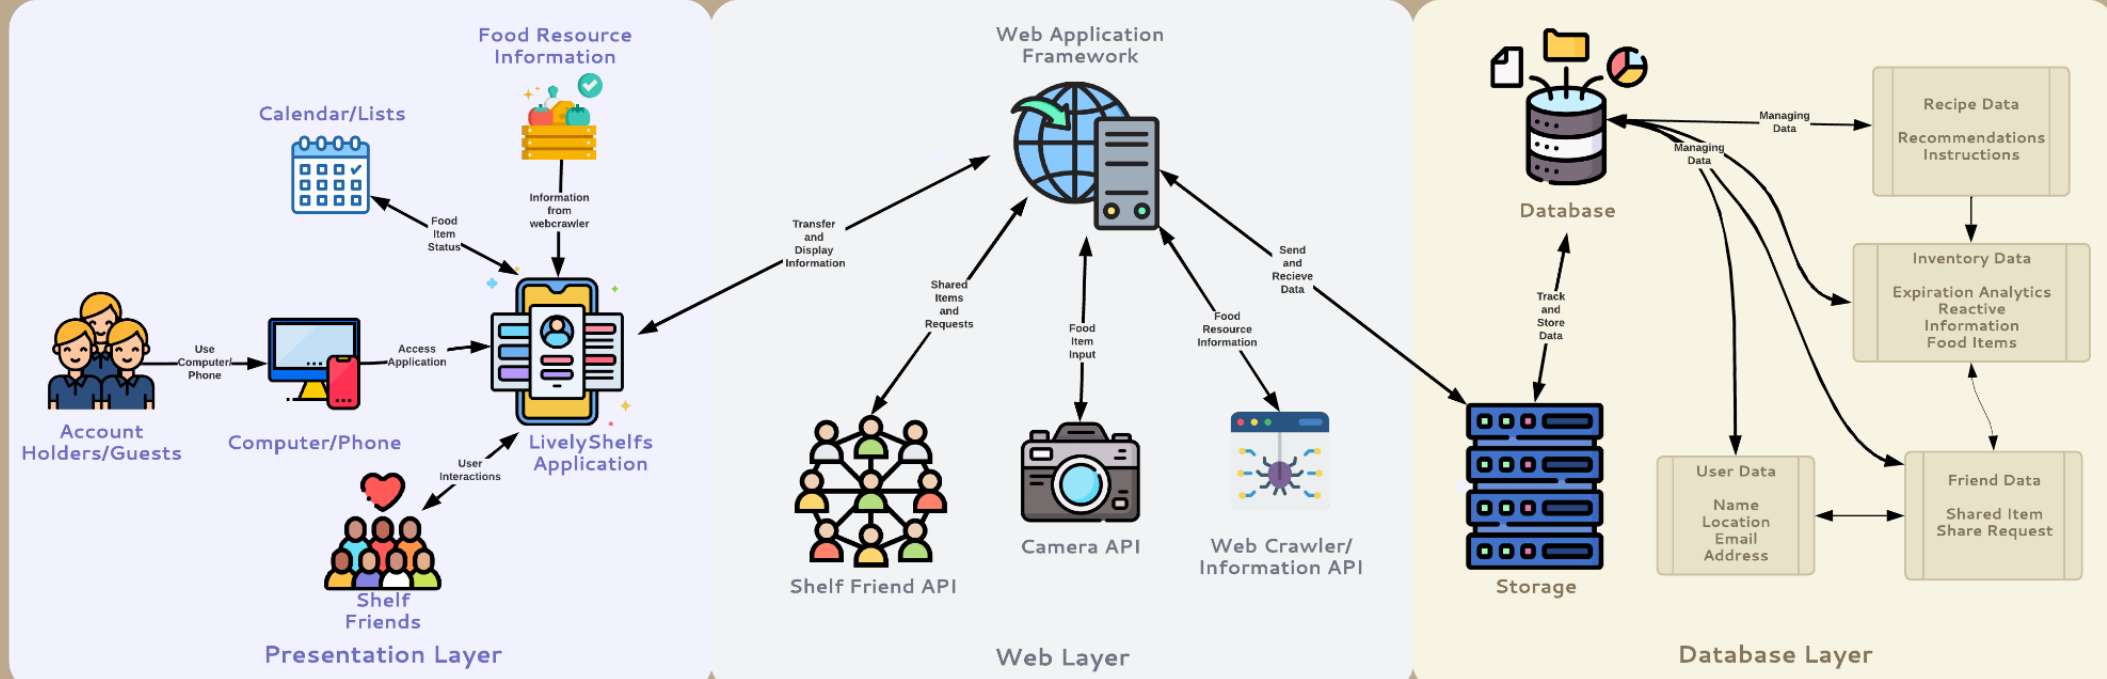 Food Resource
Information
Calendar/Lists
Information
from
webcrawler
Food
Item
Status
Use
Computer/
Phone
Access
Application
Account
Holders/Guests
Computer/Phone
LivelyShelfs
Application
User
Interactions
Shelf
Friends
Presentation Layer
Web Application
Framework
Transfer
and
Display
Information
Shared
Items
and
Requests
Food
Item
Input
Food
Resource
Information
Send
and
Recieve
Data
Shelf Friend API
Camera API
Web Crawler/
Information API
Web Layer
Database
Managing
Data
Managing
Data
Track
and
Store
Data
Storage
Recipe Data
Recommendations
Instructions
Inventory Data
Expiration Analytics
Reactive
Information
Food Items
User Data
Name
Location
Email
Address
Friend Data
Shared Item
Share Request
Database Layer